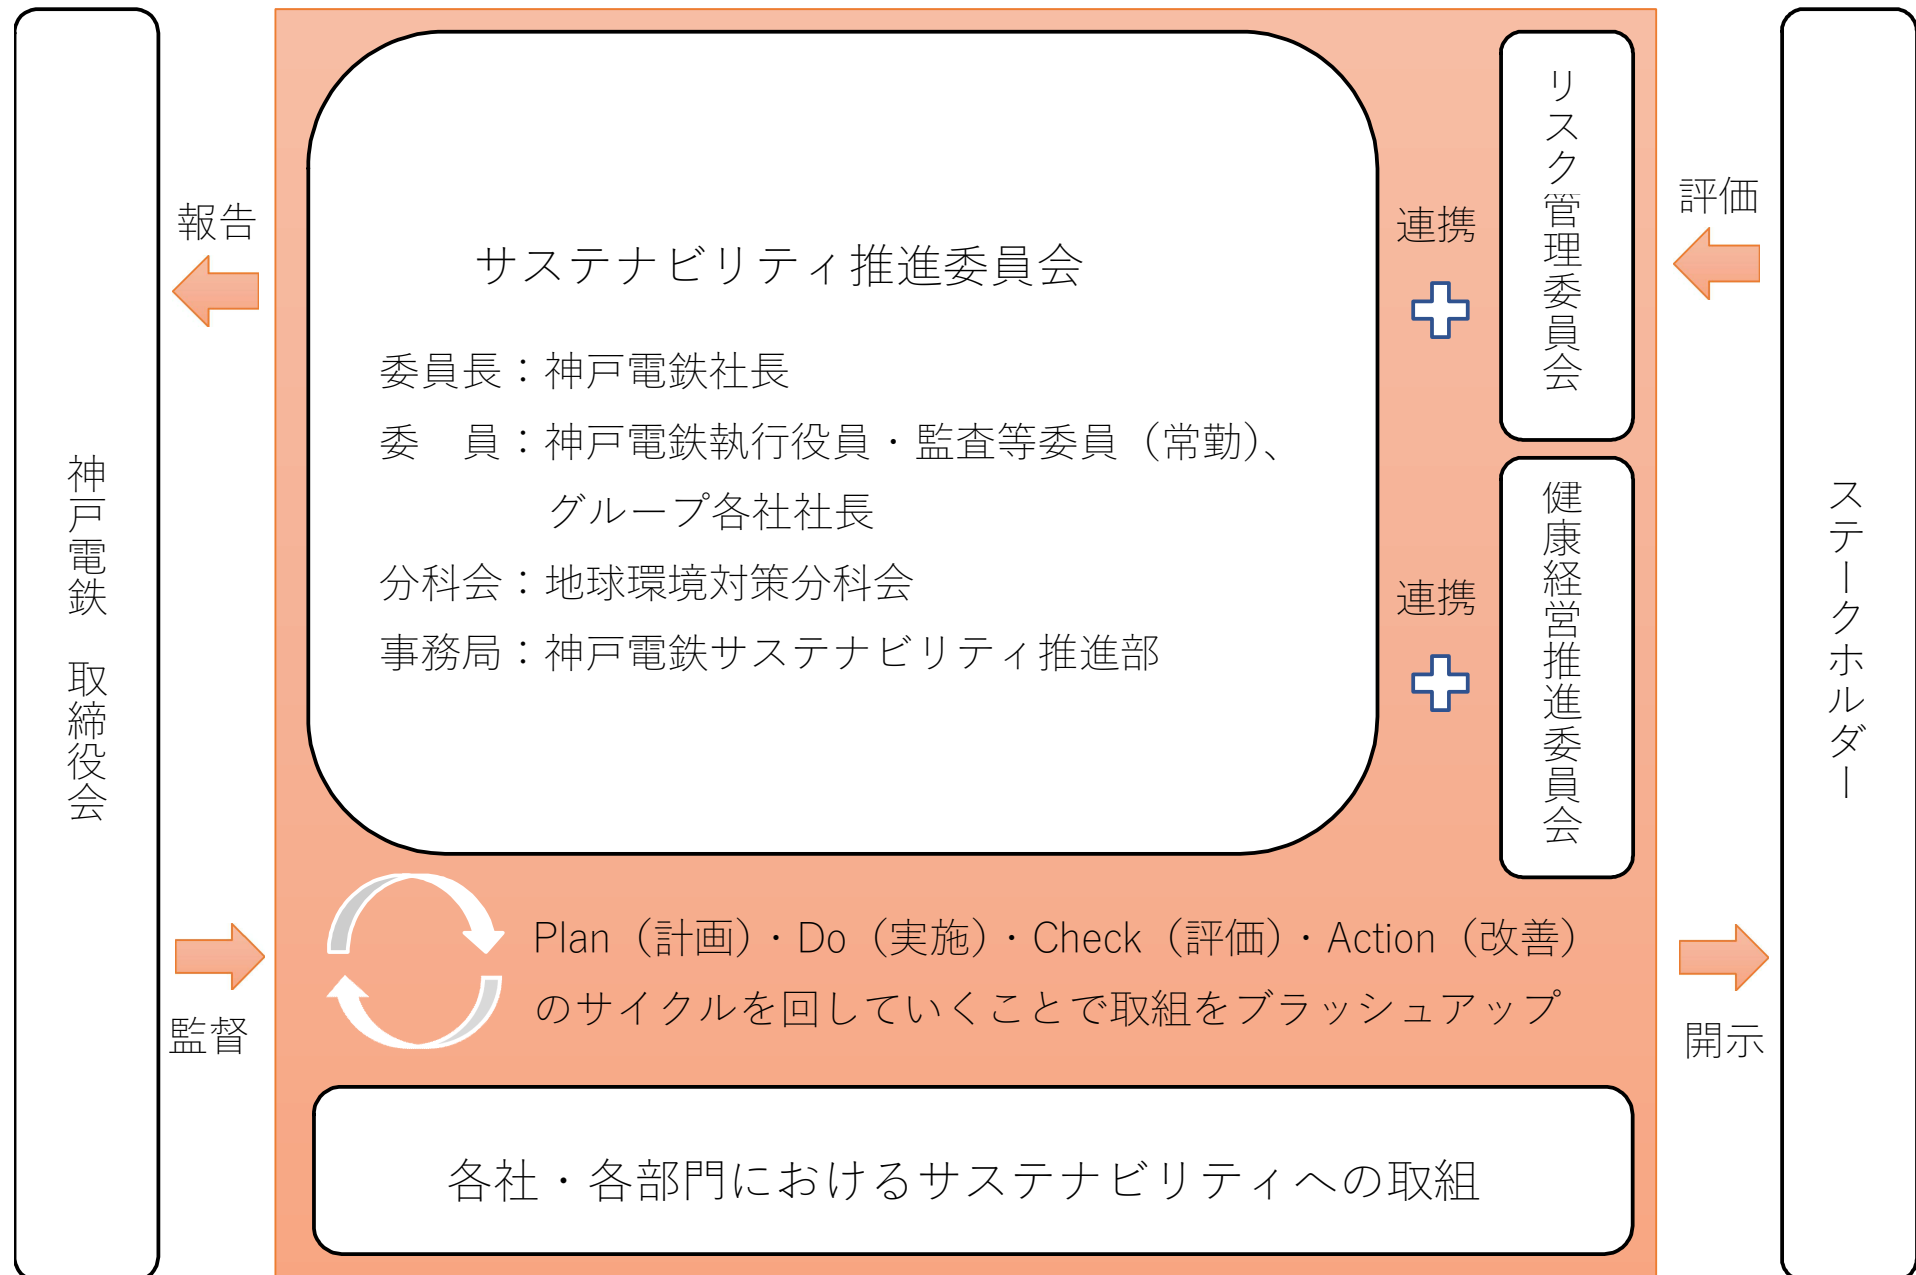 神戸電鉄　取締役会
報告
監督
サステナビリティ推進委員会
委員長：神戸電鉄社長
委　員：神戸電鉄執行役員・監査等委員（常勤）、
グループ各社社長
分科会：地球環境対策分科会
事務局：神戸電鉄サステナビリティ推進部
連携
リスク管理委員会
連携
健康経営推進委員会
Plan（計画）・Do（実施）・Check（評価）・Action（改善）
のサイクルを回していくことで取組をブラッシュアップ
各社・各部門におけるサステナビリティへの取組
評価
開示
ステークホルダー